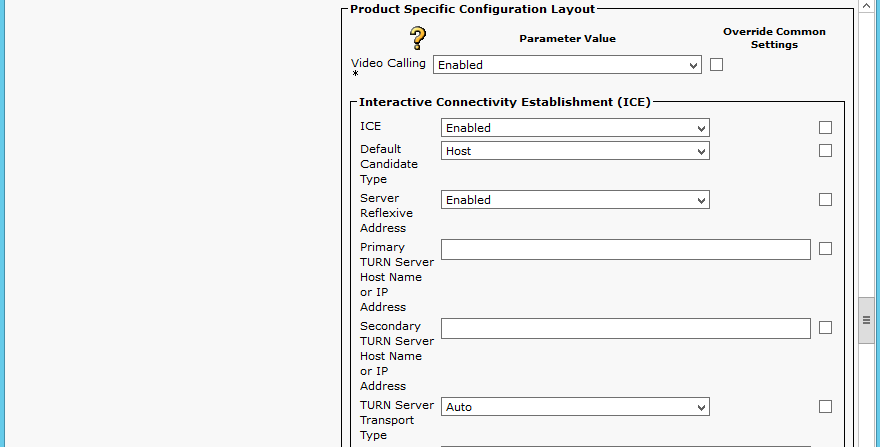 Product Specific Configuration Layout
?
Parameter Value
Override Common
Settings
Video Calling
*
Enabled
Interactive Connectivity Establishment (ICE)
ICE
Enabled
Default
Candidate
Type
Host
Server
Reflexive
Address
Enabled
Primary
TURN Server
Host Name
or IP
Address
Secondary
TURN Server
Host Name
or IP
Address
TURN Server
Transport
Type
Auto